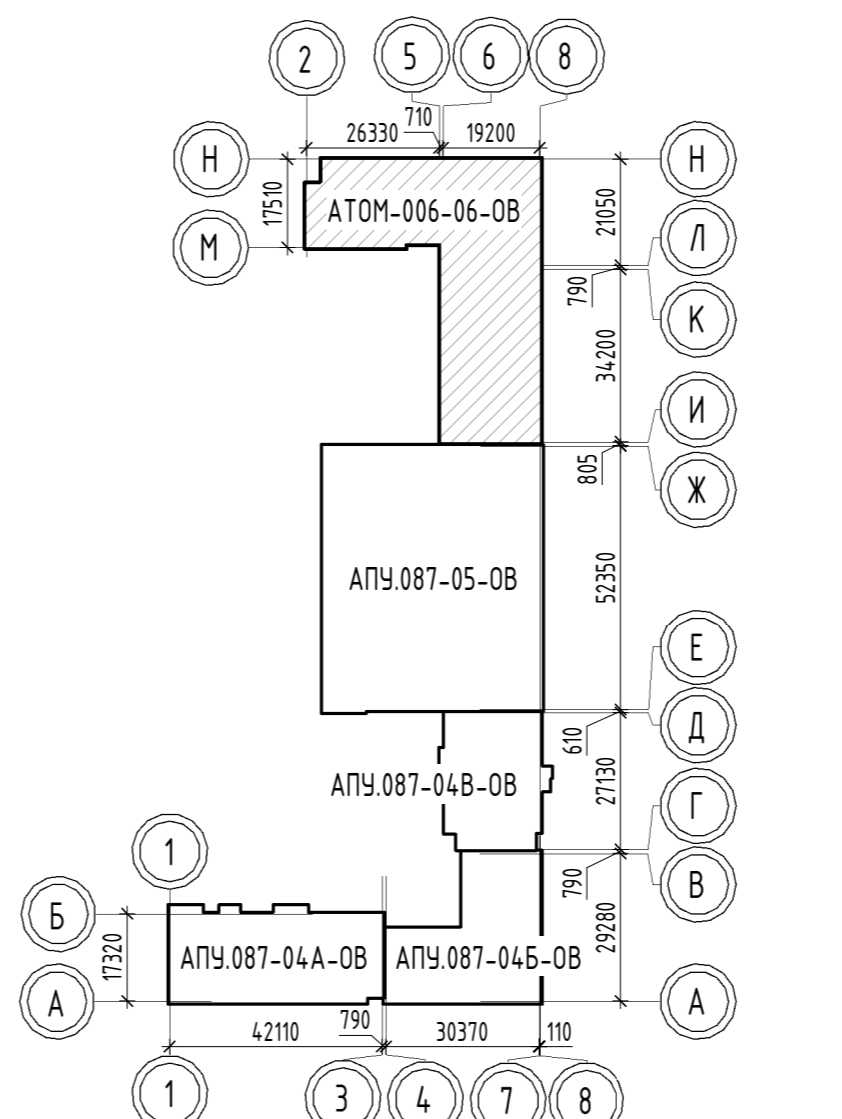 2
5
6
8
710
26330
19200
Н
Н
17510
АТОМ-006-06-ОВ
21050
М
Л
790
К
34200
И
805
Ж
АПУ.087-05-ОВ
52350
Е
Д
610
АПУ.087-04В-ОВ
27130
Г
1
790
В
Б
17320
АПУ.087-04А-ОВ
АПУ.087-04Б-ОВ
29280
А
А
42110
790
30370
110
1
3
4
7
8